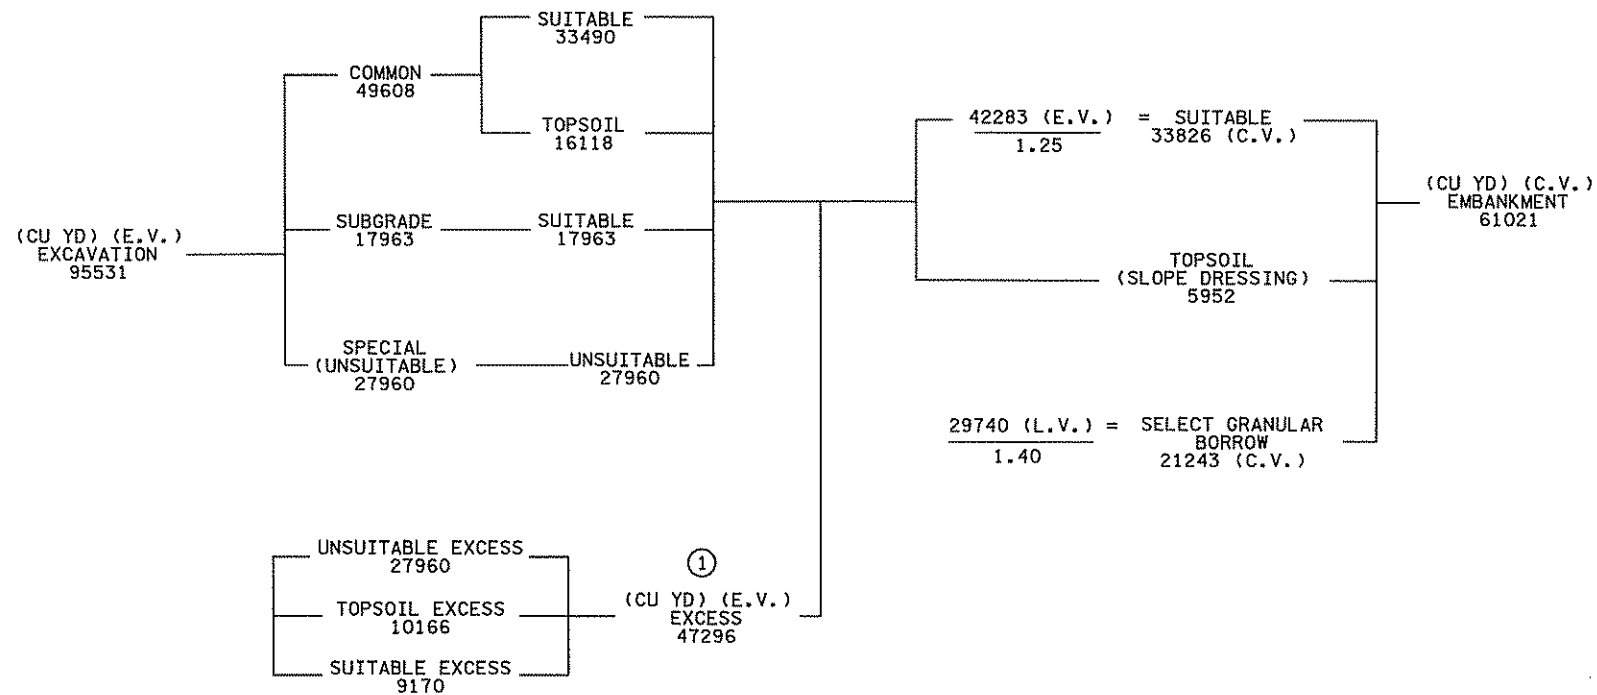 (CU YD) (E.V.)
EXCAVATION
95531
COMMON
49608
SUBGRADE
17963
SPECIAL
(UNSUITABLE)
27960
SUITABLE
33490
TOPSOIL
16118
SUITABLE
17963
UNSUITABLE
27960
42283 (E.V.) = SUITABLE
1.25 33826 (C.V.)
TOPSOIL
(SLOPE DRESSING)
5952
29740 (L.V.) = SELECT GRANULAR
1.40 BORROW
21243 (C.V.)
(CU YD) (C.V.)
EMBANKMENT
61021
UNSUITABLE EXCESS
27960
TOPSOIL EXCESS
10166
SUITABLE EXCESS
9170
1
(CU YD) (E.V.)
EXCESS
47296